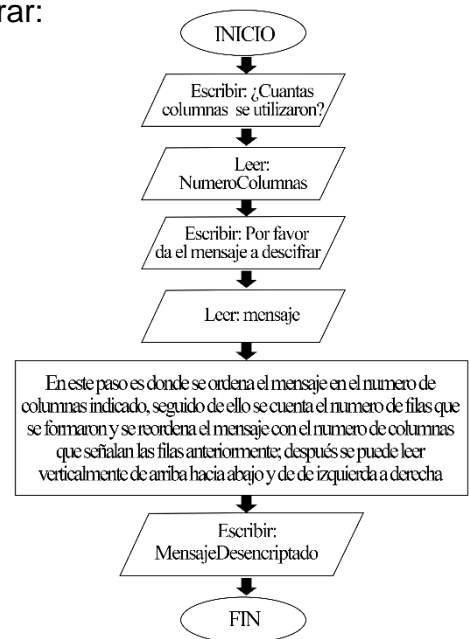 rar:
INICIO
Escribir: ¿Cuantas
columnas se utilizaron?
Leer:
NumeroColumnas
Escribir: Por favor
da el mensaje a descifrar
Leer: mensaje
En este paso es donde se ordena el mensaje en el numero de
columnas indicado, seguido de ello se cuenta el numero de filas que
se formaron y se reordena el mensaje con el numero de columnas
que señalan las filas anteriormente; después se puede leer
verticalmente de arriba hacia abajo y de de izquierda a derecha
Escribir:
MensajeDesencriptado
FIN